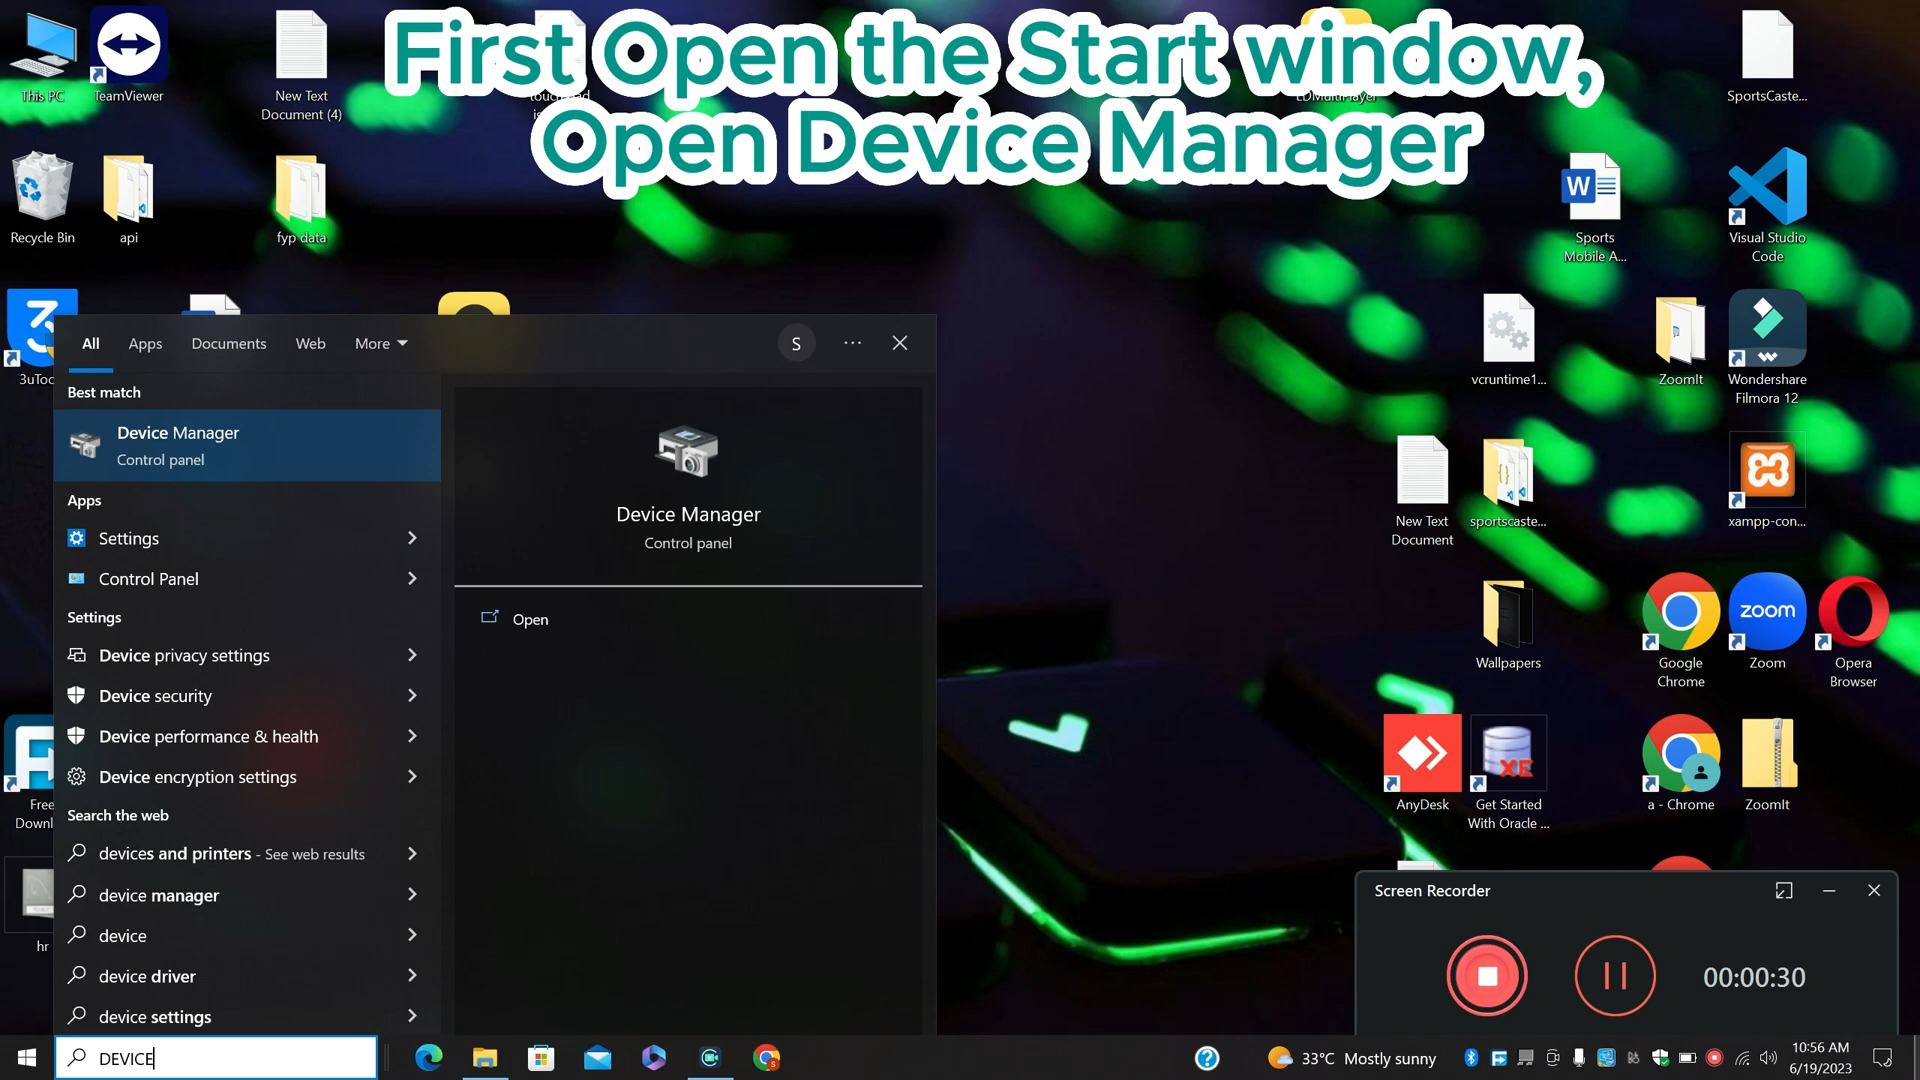 First Open the Start window,
Open Device Manager
This PC
TeamViewer
New Text
Document (4)
SportsCaste...
Recycle Bin
api
fyp data
Sports
Mobile A...
Visual Studio
Code
vcruntime1...
ZoomIt
Wondershare
Filmora 12
New Text
Document
sportscaste...
xampp-con...
Wallpapers
Google
Chrome
zoom
Zoom
Opera
Browser
AnyDesk
XE
Get Started
With Oracle ...
a - Chrome
ZoomIt
All
Apps
Documents
Web
More
S
Best match
Device Manager
Control panel
Apps
Settings
Control Panel
Settings
Device privacy settings
Device security
Device performance & health
Device encryption settings
Search the web
devices and printers - See web results
device manager
device
device driver
device settings
Device Manager
Control panel
Open
Free
hr
Screen Recorder
00:00:30
DEVICE
33°C Mostly sunny
10:56 AM
6/19/2023